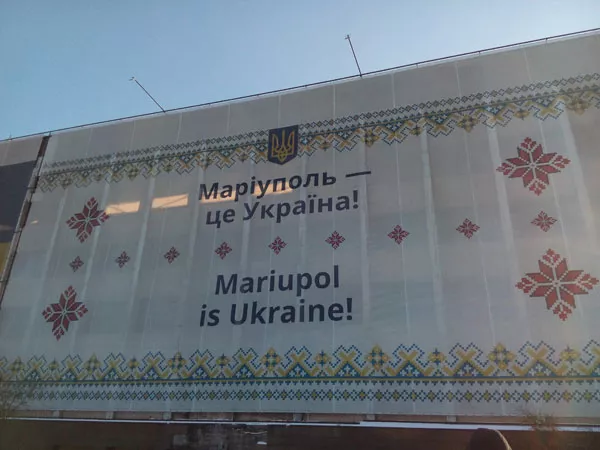 Маріуполь —
це Україна!
Mariupol
is Ukraine!